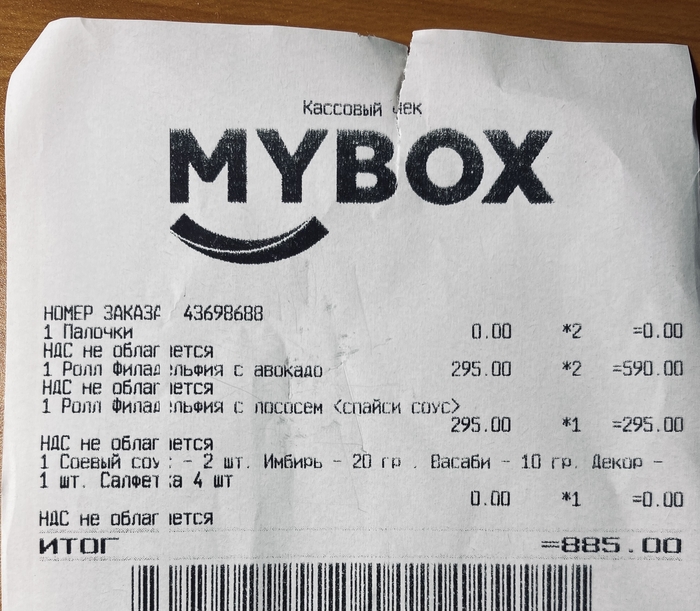 Кассовый чек
MYBOX
НОМЕР ЗАКАЗА 43698688
1 Палочки 0.00 *2 =0.00
НДС не облагается
1 Ролл Филадельфия с авокадо 295.00 *2 =590.00
НДС не облагается
1 Ролл Филадельфия с лососем <спайси соус>
295.00 *1 =295.00
НДС не облагается
1 Соевый соус - 2 шт. Имбирь - 20 гр . Васаби - 10 гр. Декор -
1 шт. Салфетка 4 шт
0.00 *1 =0.00
НДС не облагается
ИТОГ =885.00